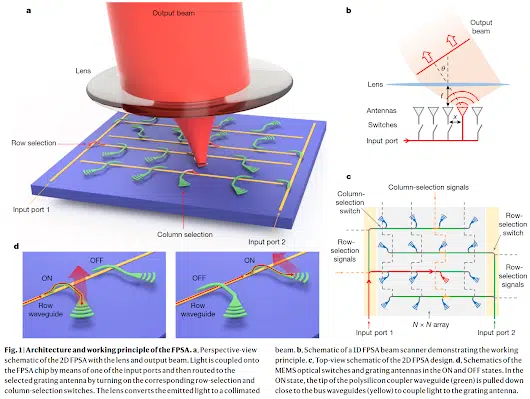 a
Output beam
Lens
Row selection
Input port 1
Column selection
Input port 2
b
Output
beam
θ
Lens
f
Antennas
Switches
x
Input port
c
Column-selection signals
Column-
selection
switch
Row-
selection
switch
Row-
selection
signals
Row-
selection
signals
N × N array
Input port 1
Input port 2
d
ON
OFF
Row
waveguide
OFF
ON
Row
waveguide
Fig. 1 | Architecture and working principle of the FPSA. a, Perspective-view
schematic of the 2D FPSA with the lens and output beam. Light is coupled onto
the FPSA chip by means of one of the input ports and then routed to the
selected grating antenna by turning on the corresponding row-selection and
column-selection switches. The lens converts the emitted light to a collimated
beam. b, Schematic of a 1D FPSA beam scanner demonstrating the working
principle. c, Top-view schematic of the 2D FPSA design. d, Schematics of the
MEMS optical switches and grating antennas in the ON and OFF states. In the
ON state, the tip of the polysilicon coupler waveguide (green) is pulled down
close to the bus waveguides (yellow) to couple light to the grating antenna.